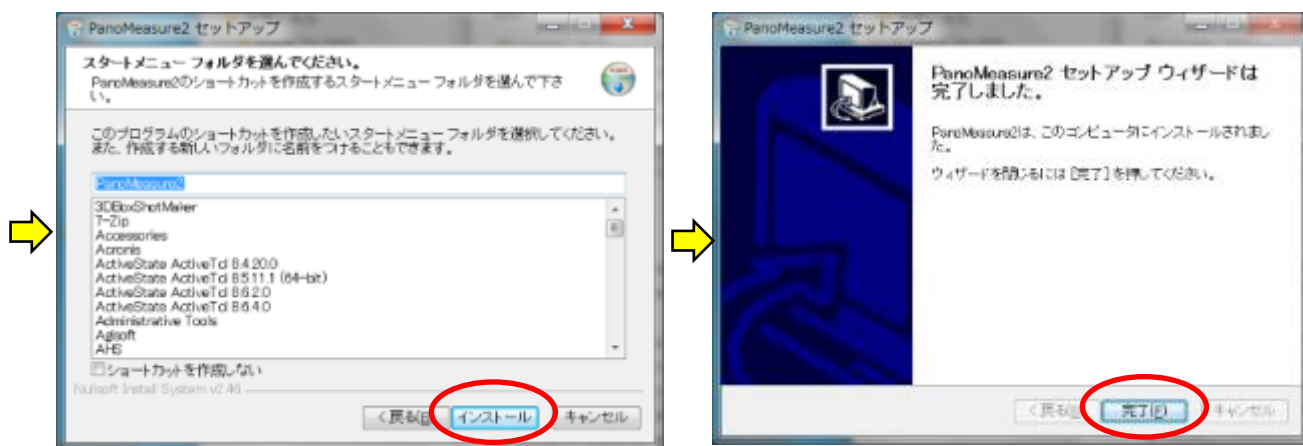 PanoMeasure2 セットアップ
スタートメニュー フォルダを選んでください。
PanoMeasure2のショートカットを作成するスタートメニュー フォルダを選んで下さ
い。
このプログラムのショートカットを作成したいスタートメニュー フォルダを選択してください。
また、作成する新しいフォルダに名前をつけることもできます。
PanoMeasure2
3DBoxShotMaker
7-Zip
Accessories
Acronis
ActiveState ActiveTcl 8.4.20.0
ActiveState ActiveTcl 8.5.11.1 (64-bit)
ActiveState ActiveTcl 8.6.2.0
ActiveState ActiveTcl 8.6.4.0
Administrative Tools
Agisoft
AHS
ショートカットを作成しない
Nullsoft Install System v2.46
<戻る(B) インストール キャンセル
PanoMeasure2 セットアップ
PanoMeasure2 セットアップ ウィザードは
完了しました。
PanoMeasure2は、このコンピュータにインストールされまし
た。
ウィザードを閉じるには [完了] を押してください。
<戻る 完了(F) キャンセル